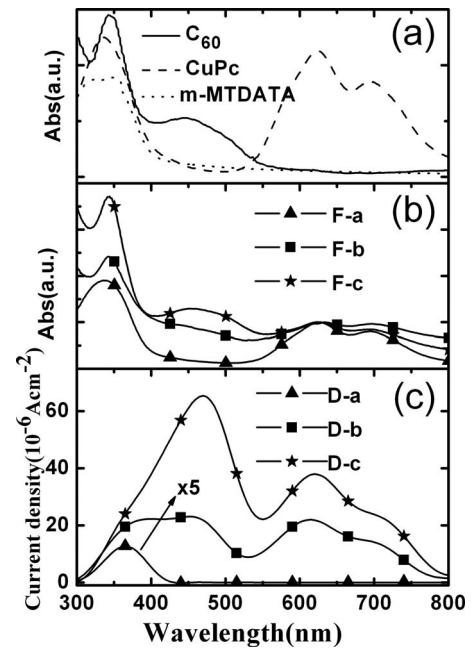 (a)
C60
CuPc
m-MTDATA
Abs(a.u.)
(b)
F-a
F-b
F-c
Abs(a.u.)
(c)
D-a
D-b
D-c
x5
Current density(10-6Acm-2)
60
40
20
0
300 400 500 600 700 800
Wavelength(nm)